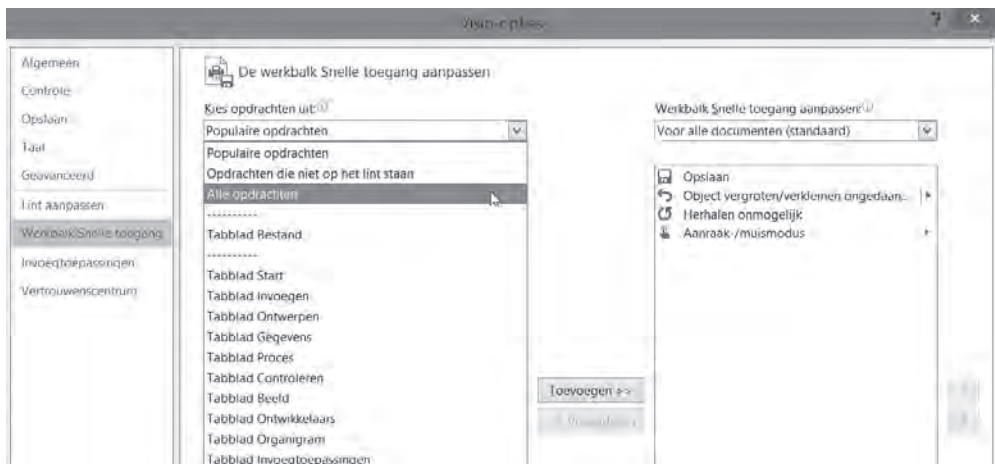 Visio-opties
?
×
Algemeen
Controle
Opslaan
Taal
Geavanceerd
Lint aanpassen
Werkbalk Snelle toegang
Invoegtoepassingen
Vertrouwenscentrum
De werkbalk Snelle toegang aanpassen
Kies opdrachten uit:
Populaire opdrachten
Populaire opdrachten
Opdrachten die niet op het lint staan
Alle opdrachten
----------
Tabblad Bestand
----------
Tabblad Start
Tabblad Invoegen
Tabblad Ontwerpen
Tabblad Gegevens
Tabblad Proces
Tabblad Controleren
Tabblad Beeld
Tabblad Ontwikkelaars
Tabblad Organigram
Tabblad Invoegtoepassingen
Toevoegen >>
Werkbalk Snelle toegang aanpassen:
Voor alle documenten (standaard)
Opslaan
Object vergroten/verkleinen ongedaan...
Herhalen onmogelijk
Aanraak-/muismodus